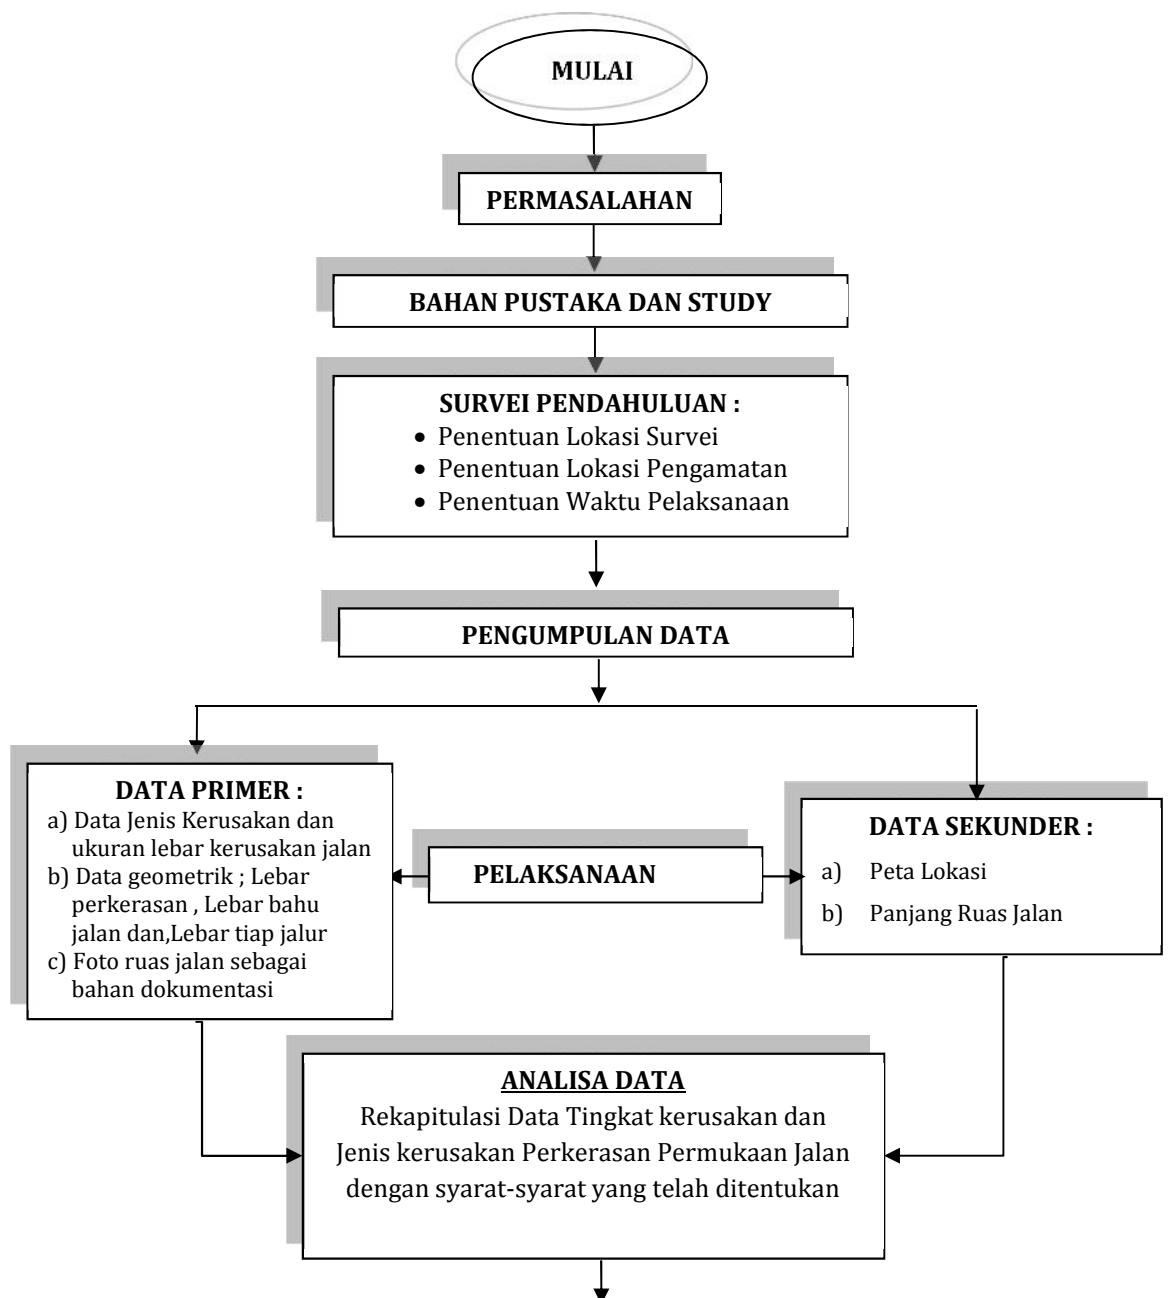 MULAI
PERMASALAHAN
BAHAN PUSTAKA DAN STUDY
SURVEI PENDAHULUAN :
• Penentuan Lokasi Survei
• Penentuan Lokasi Pengamatan
• Penentuan Waktu Pelaksanaan
PENGUMPULAN DATA
DATA PRIMER :
a) Data Jenis Kerusakan dan
ukuran lebar kerusakan jalan
b) Data geometrik ; Lebar
perkerasan , Lebar bahu
jalan dan,Lebar tiap jalur
c) Foto ruas jalan sebagai
bahan dokumentasi
PELAKSANAAN
DATA SEKUNDER :
a) Peta Lokasi
b) Panjang Ruas Jalan
ANALISA DATA
Rekapitulasi Data Tingkat kerusakan dan
Jenis kerusakan Perkerasan Permukaan Jalan
dengan syarat-syarat yang telah ditentukan